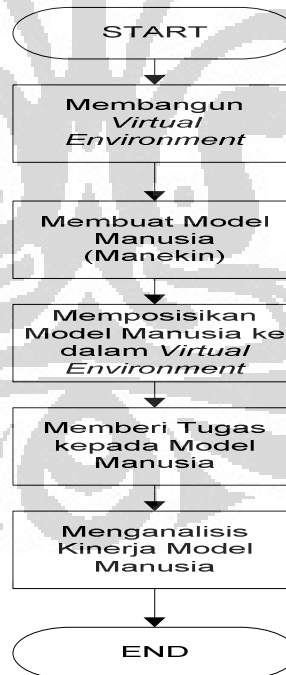 START
Membangun
Virtual
Environment
Membuat Model
Manusia
(Manekin)
Memposisikan
Model Manusia ke
dalam Virtual
Environment
Memberi Tugas
kepada Model
Manusia
Menganalisis
Kinerja Model
Manusia
END